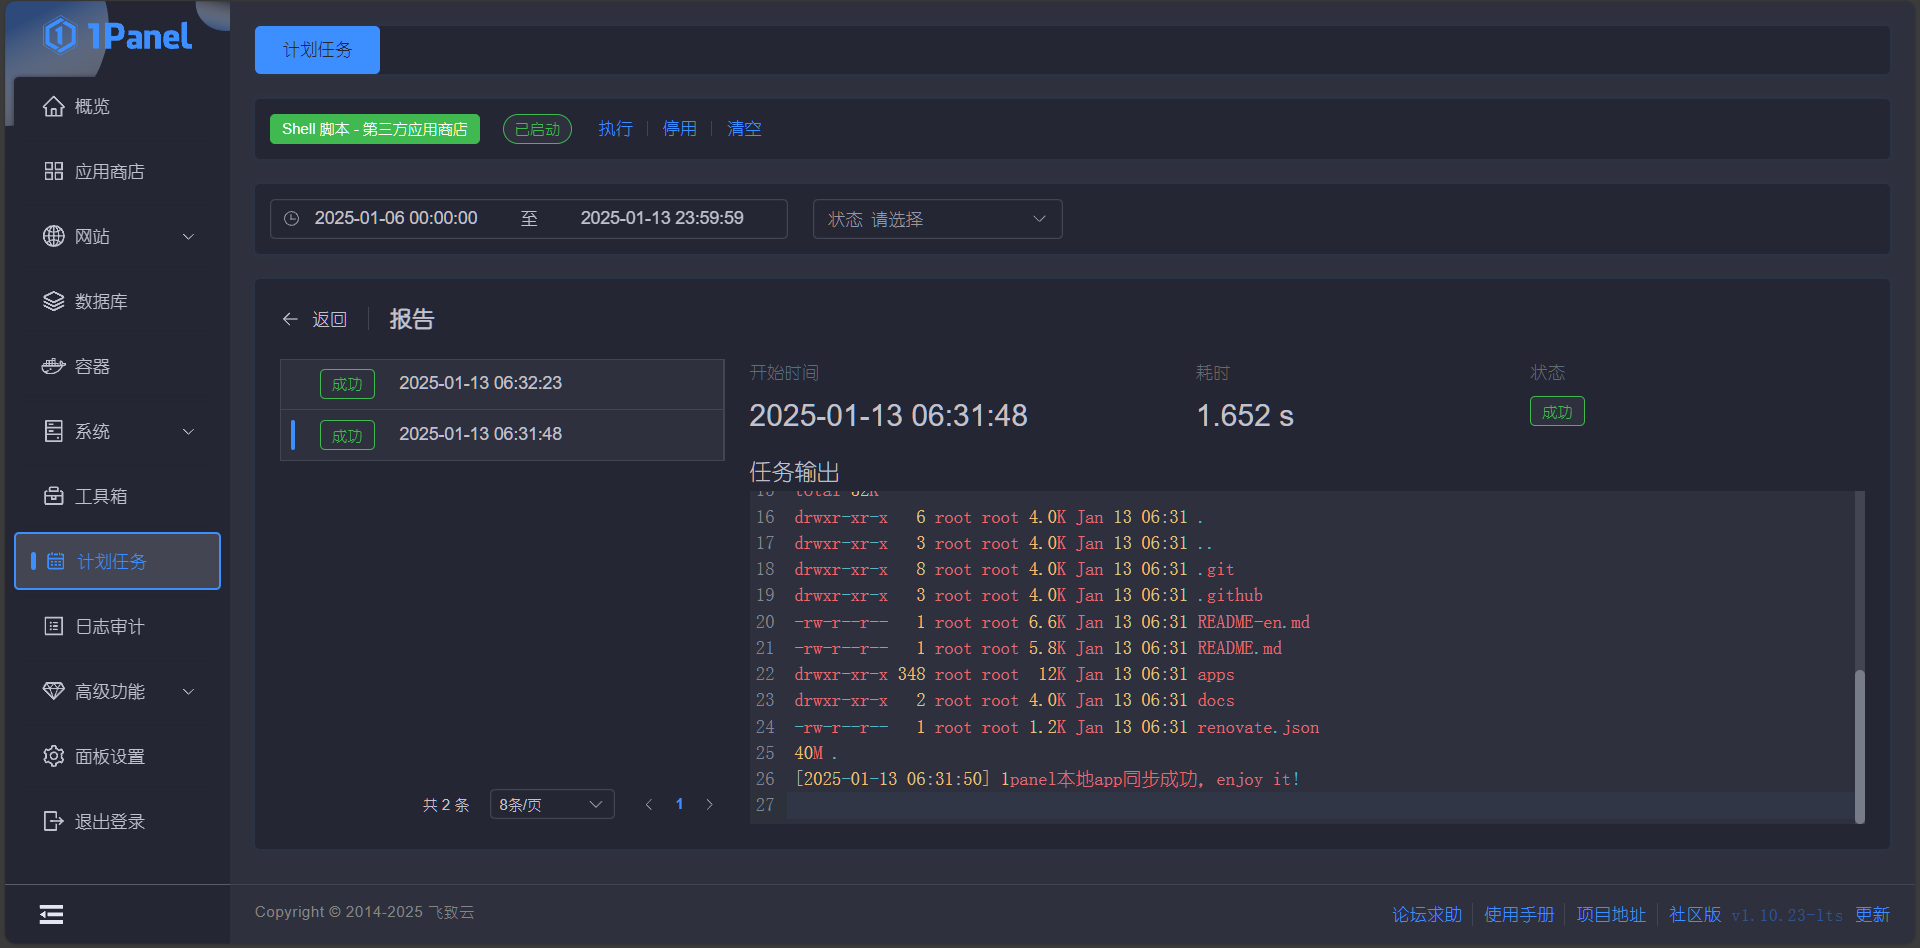 1Panel
概览
应用商店
网站
数据库
容器
系统
工具箱
计划任务
日志审计
高级功能
面板设置
退出登录
计划任务
Shell 脚本 - 第三方应用商店 已启动 执行 停用 清空
2025-01-06 00:00:00 至 2025-01-13 23:59:59 状态 请选择
返回 报告
成功 2025-01-13 06:32:23
成功 2025-01-13 06:31:48
共 2 条 8条/页 1
开始时间 耗时 状态
2025-01-13 06:31:48 1.652 s 成功
任务输出
15 total 32K
16 drwxr-xr-x   6 root root 4.0K Jan 13 06:31 .
17 drwxr-xr-x   3 root root 4.0K Jan 13 06:31 ..
18 drwxr-xr-x   8 root root 4.0K Jan 13 06:31 .git
19 drwxr-xr-x   3 root root 4.0K Jan 13 06:31 .github
20 -rw-r--r--   1 root root 6.6K Jan 13 06:31 README-en.md
21 -rw-r--r--   1 root root 5.8K Jan 13 06:31 README.md
22 drwxr-xr-x 348 root root  12K Jan 13 06:31 apps
23 drwxr-xr-x   2 root root 4.0K Jan 13 06:31 docs
24 -rw-r--r--   1 root root 1.2K Jan 13 06:31 renovate.json
25 40M .
26 [2025-01-13 06:31:50] 1panel本地app同步成功, enjoy it!
27
Copyright © 2014-2025 飞致云
论坛求助 使用手册 项目地址 社区版 v1.10.23-lts 更新